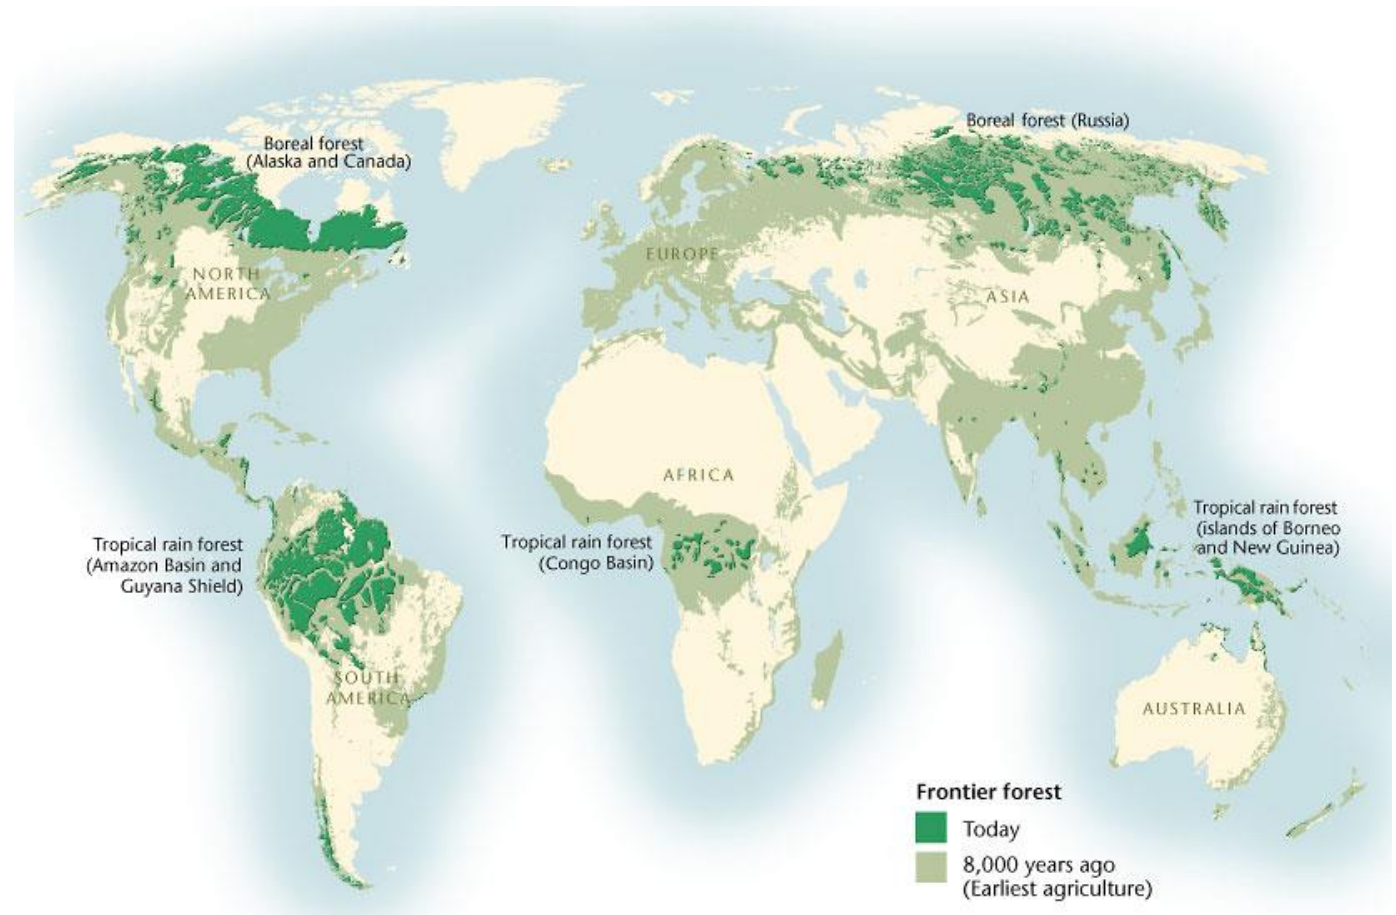 Boreal forest
(Alaska and Canada)
Boreal forest (Russia)
NORTH
AMERICA
EUROPE
ASIA
AFRICA
Tropical rain forest
(Amazon Basin and
Guyana Shield)
Tropical rain forest
(Congo Basin)
Tropical rain forest
(islands of Borneo
and New Guinea)
SOUTH
AMERICA
AUSTRALIA
Frontier forest
Today
8,000 years ago
(Earliest agriculture)